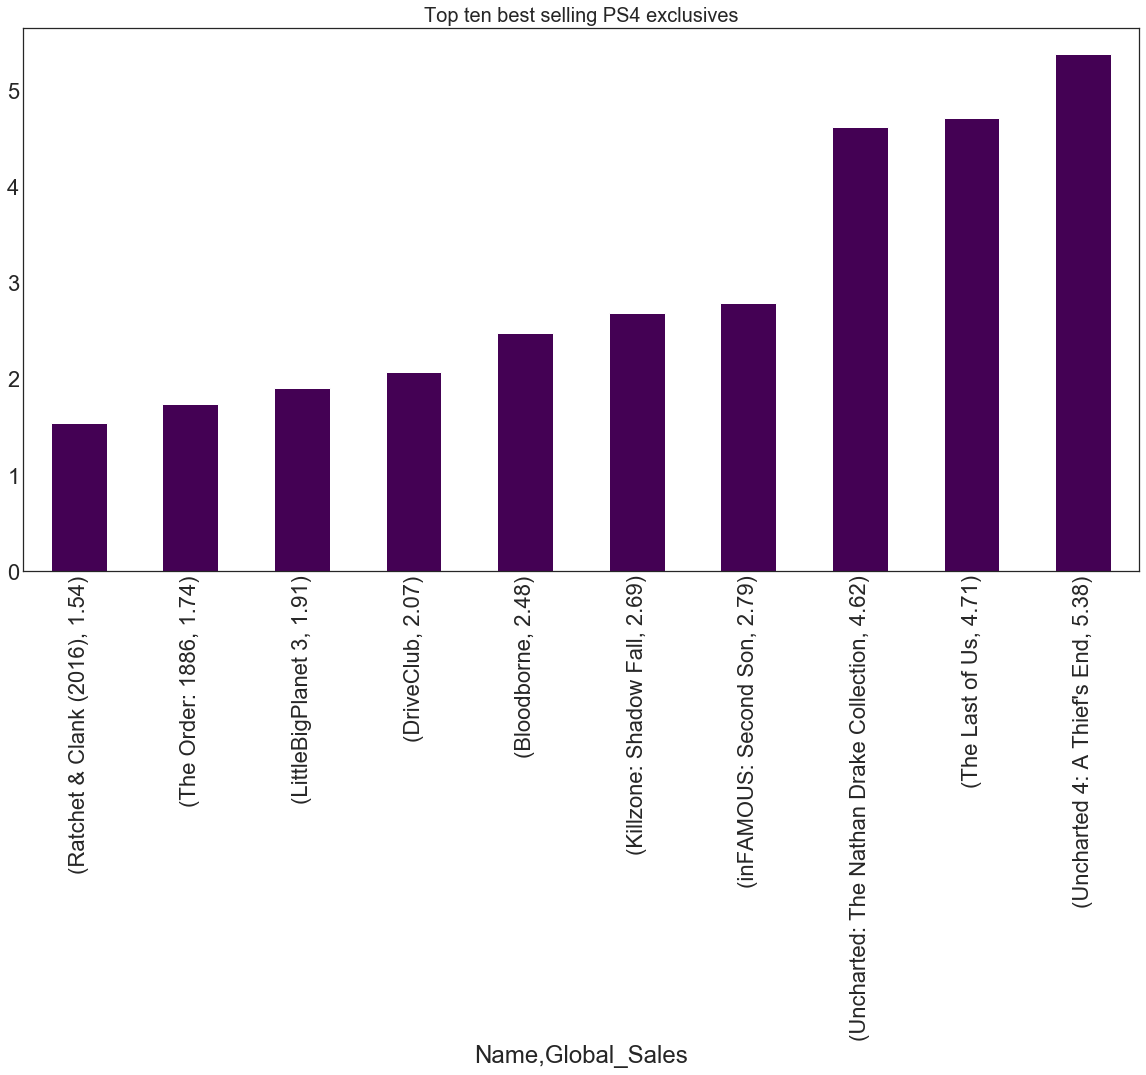 Top ten best selling PS4 exclusives
5
4
3
2
1
0
(Ratchet & Clank (2016), 1.54)
(The Order: 1886, 1.74)
(LittleBigPlanet 3, 1.91)
(DriveClub, 2.07)
(Bloodborne, 2.48)
(Killzone: Shadow Fall, 2.69)
(inFAMOUS: Second Son, 2.79)
(Uncharted: The Nathan Drake Collection, 4.62)
(The Last of Us, 4.71)
(Uncharted 4: A Thief's End, 5.38)
Name,Global_Sales